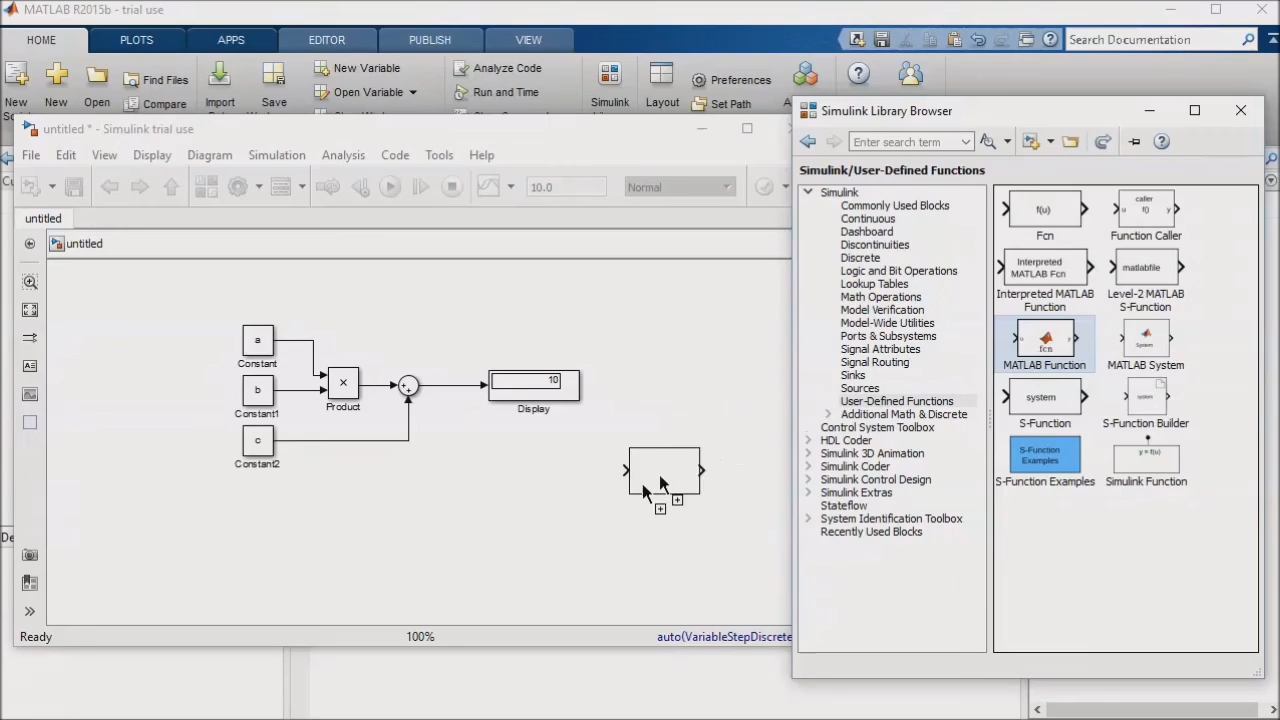 MATLAB R2015b - trial use
HOME PLOTS APPS EDITOR PUBLISH VIEW Search Documentation
New New Open Find Files Compare Import Save New Variable Open Variable Analyze Code Run and Time Simulink Layout Preferences Set Path
untitled * - Simulink trial use
File Edit View Display Diagram Simulation Analysis Code Tools Help
10.0 Normal
untitled
untitled
a
Constant
b
Constant1
c
Constant2
×
Product
10
Display
Ready 100% auto(VariableStepDiscrete
Simulink Library Browser
Enter search term
Simulink/User-Defined Functions
Simulink
Commonly Used Blocks
Continuous
Dashboard
Discontinuities
Discrete
Logic and Bit Operations
Lookup Tables
Math Operations
Model Verification
Model-Wide Utilities
Ports & Subsystems
Signal Attributes
Signal Routing
Sinks
Sources
User-Defined Functions
Additional Math & Discrete
Control System Toolbox
HDL Coder
Simulink 3D Animation
Simulink Coder
Simulink Control Design
Simulink Extras
Stateflow
System Identification Toolbox
Recently Used Blocks
f(u)
Fcn
caller
u f() y
Function Caller
Interpreted
MATLAB Fcn
Interpreted MATLAB
Function
matlabfile
Level-2 MATLAB
S-Function
u y
fcn
MATLAB Function
System
MATLAB System
system
S-Function
system
S-Function Builder
S-Function
Examples
S-Function Examples
y = f(u)
Simulink Function